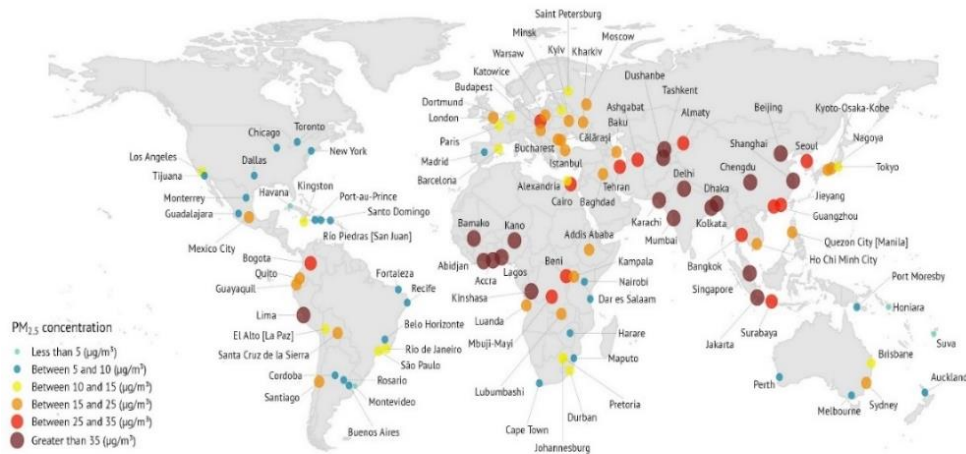 Saint Petersburg
Minsk
Moscow
Warsaw
Kyiv
Kharkiv
Katowice
Dushanbe
Budapest
Tashkent
Dortmund
Ashgabat
Almaty
Beijing
Kyoto-Osaka-Kobe
London
Baku
Toronto
Chicago
Paris
Călărași
Shanghai
Seoul
Nagoya
New York
Bucharest
Los Angeles
Dallas
Madrid
Istanbul
Delhi
Chengdu
Tokyo
Tijuana
Kingston
Barcelona
Alexandria
Tehran
Dhaka
Havana
Port-au-Prince
Jieyang
Monterrey
Santo Domingo
Cairo
Baghdad
Guadalajara
Karachi
Kolkata
Guangzhou
Río Piedras [San Juan]
Bamako
Kano
Addis Ababa
Mumbai
Mexico City
Quezon City [Manila]
Bogota
Beni
Bangkok
Ho Chi Minh City
Quito
Fortaleza
Abidjan
Lagos
Kampala
Port Moresby
Guayaquil
Recife
Accra
Nairobi
Singapore
Kinshasa
Dar es Salaam
Honiara
Lima
Belo Horizonte
Luanda
PM2.5 concentration
El Alto [La Paz]
Harare
Surabaya
Less than 5 (μg/m³)
Rio de Janeiro
Mbuji-Mayi
Jakarta
Suva
Between 5 and 10 (μg/m³)
Santa Cruz de la Sierra
Maputo
Brisbane
Between 10 and 15 (μg/m³)
São Paulo
Between 15 and 25 (μg/m³)
Cordoba
Rosario
Lubumbashi
Perth
Auckland
Between 25 and 35 (μg/m³)
Santiago
Montevideo
Pretoria
Sydney
Melbourne
Greater than 35 (μg/m³)
Durban
Buenos Aires
Cape Town
Johannesburg